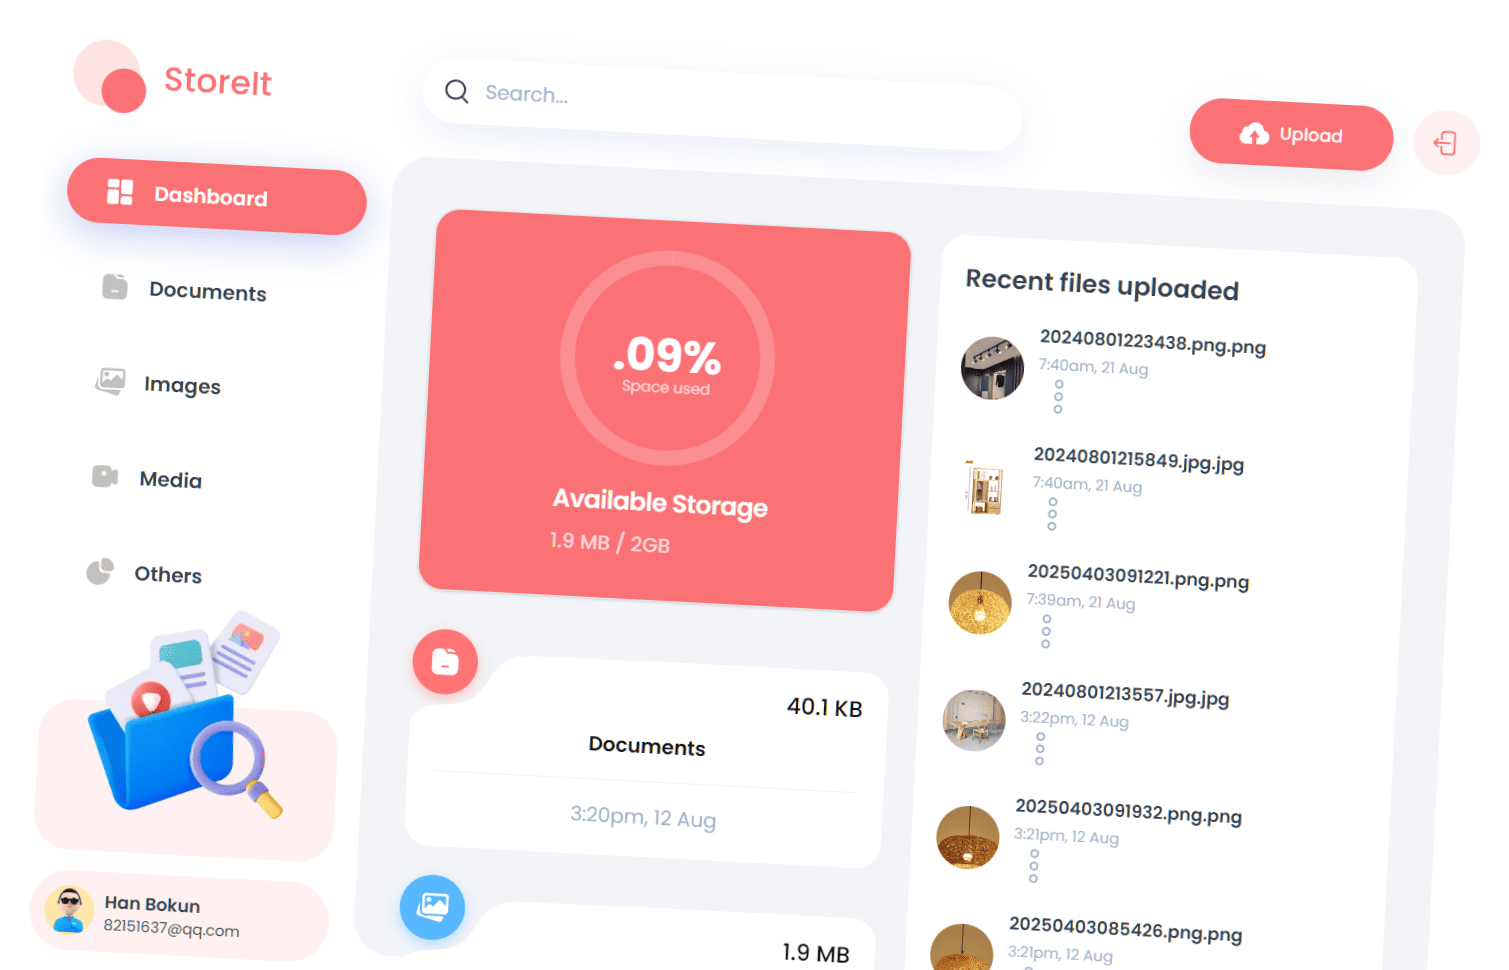 StoreIt
Search...
Upload
Dashboard
Documents
Images
Media
Others
Han Bokun
82151637@qq.com
.09%
Space used
Available Storage
1.9 MB / 2GB
40.1 KB
Documents
3:20pm, 12 Aug
1.9 MB
Recent files uploaded
20240801223438.png.png
7:40am, 21 Aug
20240801215849.jpg.jpg
7:40am, 21 Aug
20250403091221.png.png
7:39am, 21 Aug
20240801213557.jpg.jpg
3:22pm, 12 Aug
20250403091932.png.png
3:21pm, 12 Aug
20250403085426.png.png
3:21pm, 12 Aug